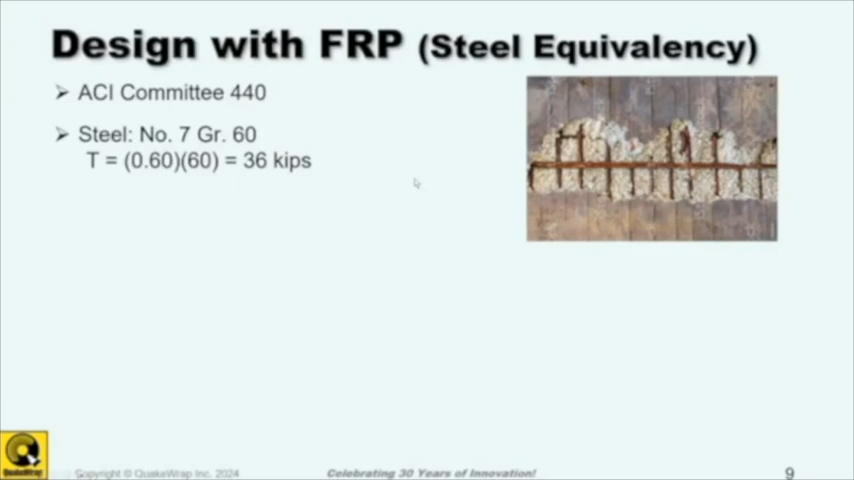 Design with FRP (Steel Equivalency)
➢ ACI Committee 440
➢ Steel: No. 7 Gr. 60
T = (0.60)(60) = 36 kips
QuakeWrap
Copyright © QuakeWrap Inc. 2024
Celebrating 30 Years of Innovation!
9